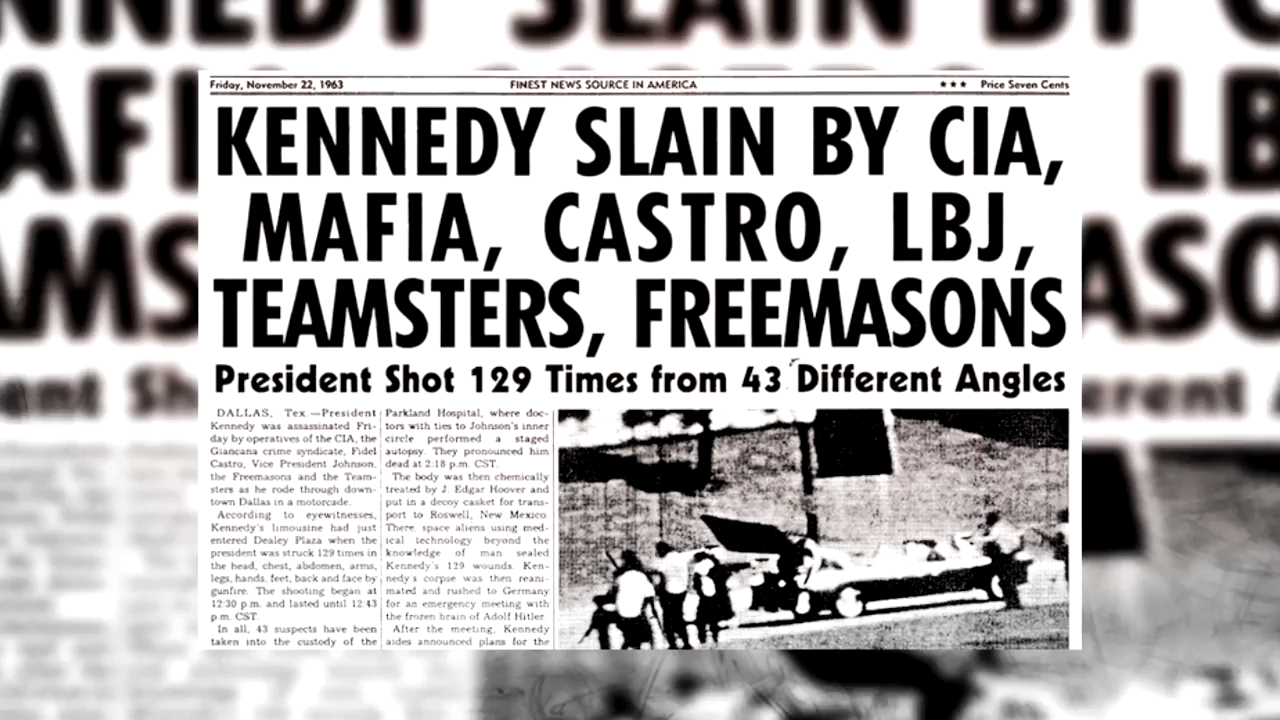 Friday, November 22, 1963 FINEST NEWS SOURCE IN AMERICA ★★★ Price Seven Cents
KENNEDY SLAIN BY CIA,
MAFIA, CASTRO, LBJ,
TEAMSTERS, FREEMASONS
President Shot 129 Times from 43 Different Angles
DALLAS, Tex.—President
Kennedy was assassinated Fri-
day by operatives of the CIA, the
Giancana crime syndicate, Fidel
Castro, Vice President Johnson,
the Freemasons and the Team-
sters as he rode through down-
town Dallas in a motorcade.
According to eyewitnesses,
Kennedy's limousine had just
entered Dealey Plaza when the
president was struck 129 times in
the head, chest, abdomen, arms,
legs, hands, feet, back and face by
gunfire. The shooting began at
12:30 p.m. and lasted until 12:43
p.m. CST.
In all, 43 suspects have been
taken into the custody of the
Parkland Hospital, where doc-
tors with ties to Johnson's inner
circle performed a staged
autopsy. They pronounced him
dead at 2:18 p.m. CST.
The body was then chemically
treated by J. Edgar Hoover and
put in a decoy casket for trans-
port to Roswell, New Mexico.
There, space aliens using med-
ical technology beyond the
knowledge of man sealed
Kennedy's 129 wounds. Ken-
nedy's corpse was then reani-
mated and rushed to Germany
for an emergency meeting with
the frozen brain of Adolf Hitler.
After the meeting, Kennedy
aides announced plans for the